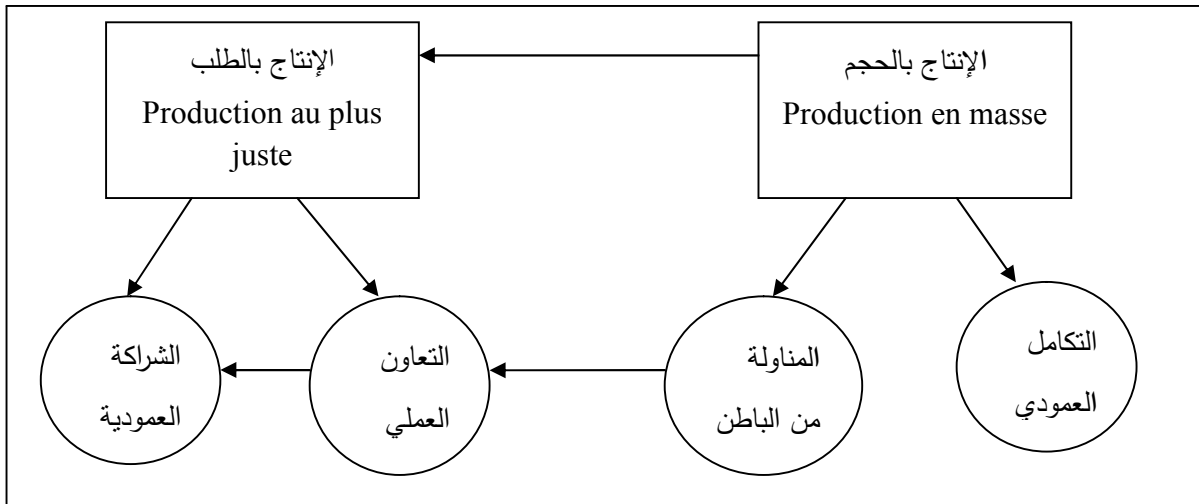 الإنتاج بالحجم
Production en masse
الإنتاج بالطلب
Production au plus
juste
التكامل
العمودي
المناولة
من الباطن
التعاون
العملي
الشراكة
العمودية